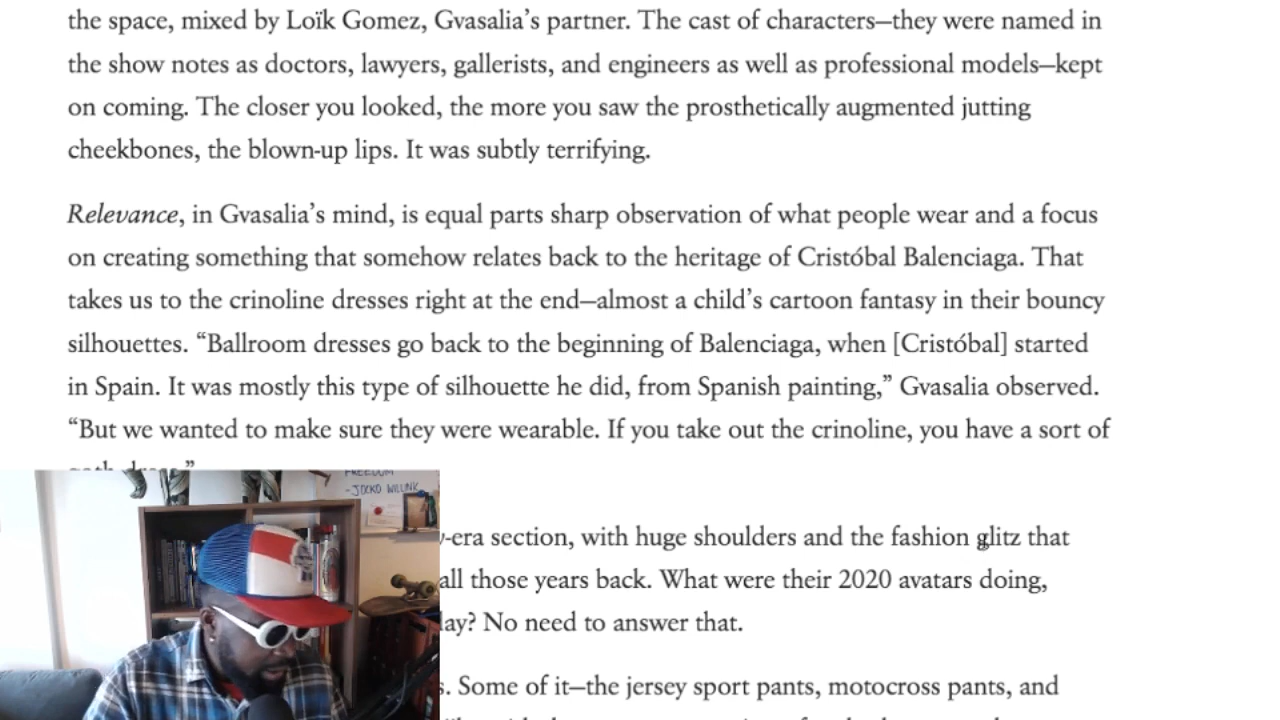 the space, mixed by Loïk Gomez, Gvasalia’s partner. The cast of characters—they were named in
the show notes as doctors, lawyers, gallerists, and engineers as well as professional models—kept
on coming. The closer you looked, the more you saw the prosthetically augmented jutting
cheekbones, the blown-up lips. It was subtly terrifying.
Relevance, in Gvasalia’s mind, is equal parts sharp observation of what people wear and a focus
on creating something that somehow relates back to the heritage of Cristóbal Balenciaga. That
takes us to the crinoline dresses right at the end—almost a child’s cartoon fantasy in their bouncy
silhouettes. “Ballroom dresses go back to the beginning of Balenciaga, when [Cristóbal] started
in Spain. It was mostly this type of silhouette he did, from Spanish painting,” Gvasalia observed.
“But we wanted to make sure they were wearable. If you take out the crinoline, you have a sort of
FREEDOM
-JOCKO WILLINK
-era section, with huge shoulders and the fashion glitz that
all those years back. What were their 2020 avatars doing,
lay? No need to answer that.
s. Some of it—the jersey sport pants, motocross pants, and